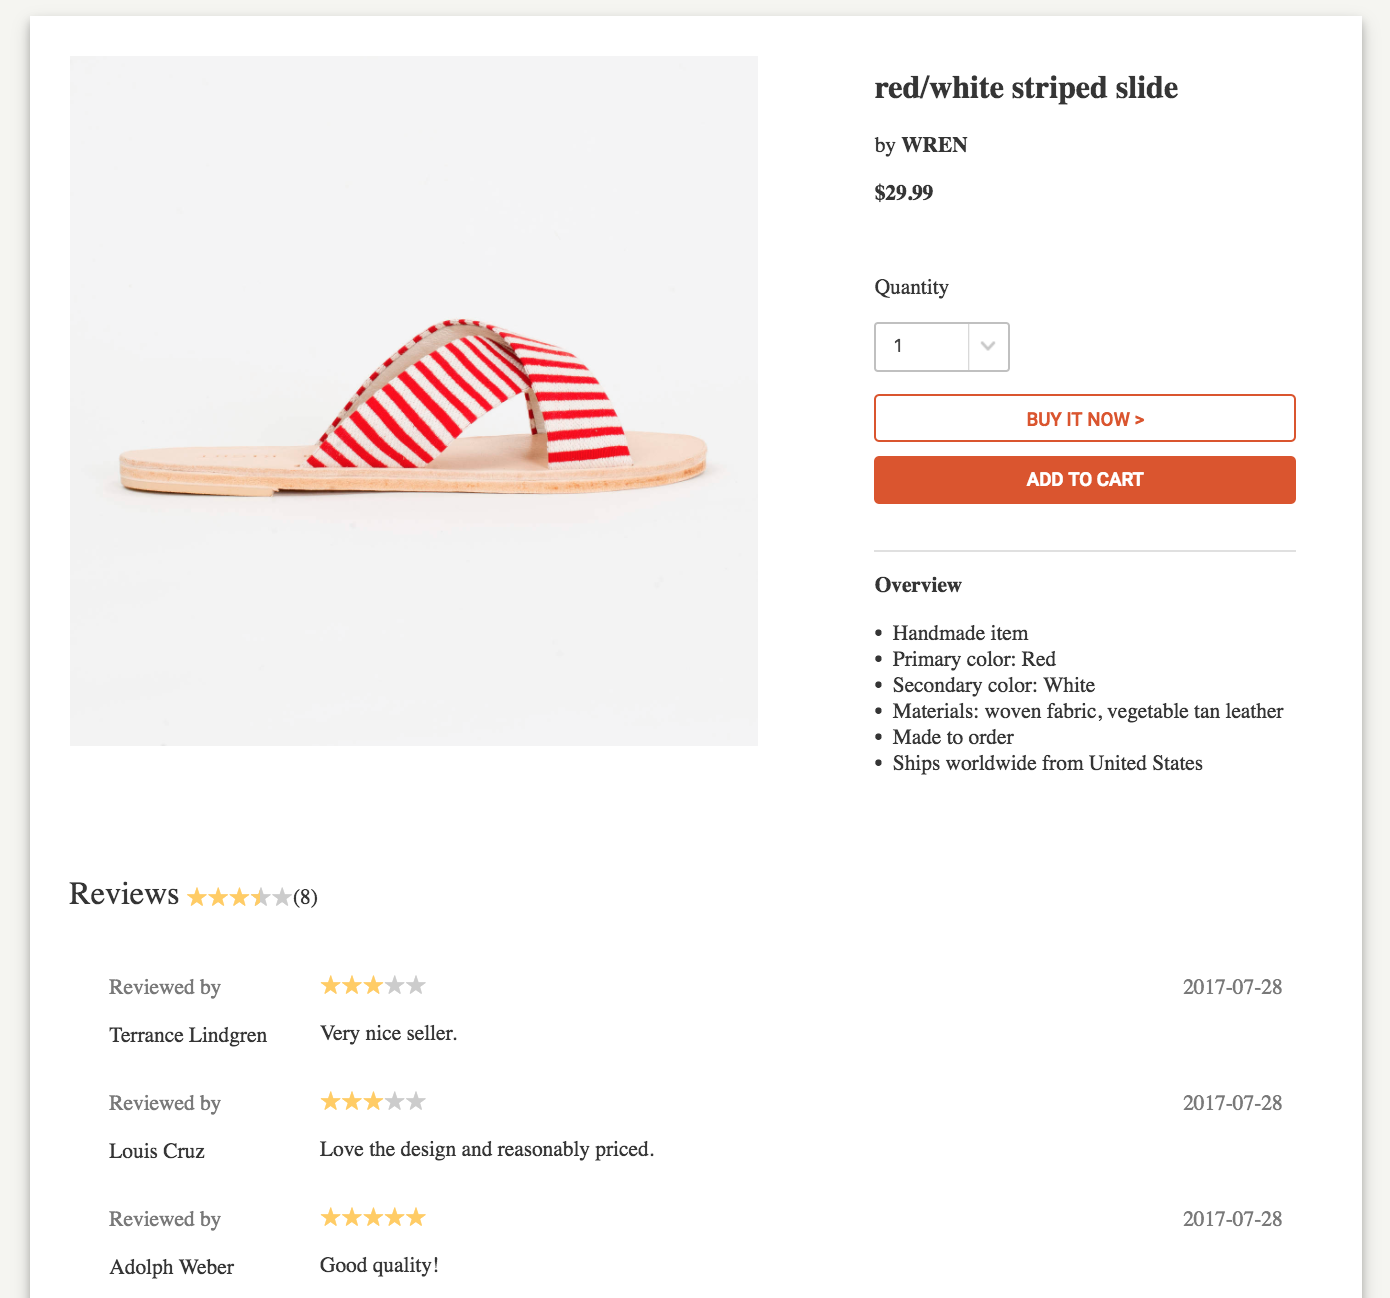 red/white striped slide
by WREN
$29.99
Quantity
1
BUY IT NOW >
ADD TO CART
Overview
• Handmade item
• Primary color: Red
• Secondary color: White
• Materials: woven fabric, vegetable tan leather
• Made to order
• Ships worldwide from United States
Reviews (8)
Reviewed by 2017-07-28
Terrance Lindgren Very nice seller.
Reviewed by 2017-07-28
Louis Cruz Love the design and reasonably priced.
Reviewed by 2017-07-28
Adolph Weber Good quality!